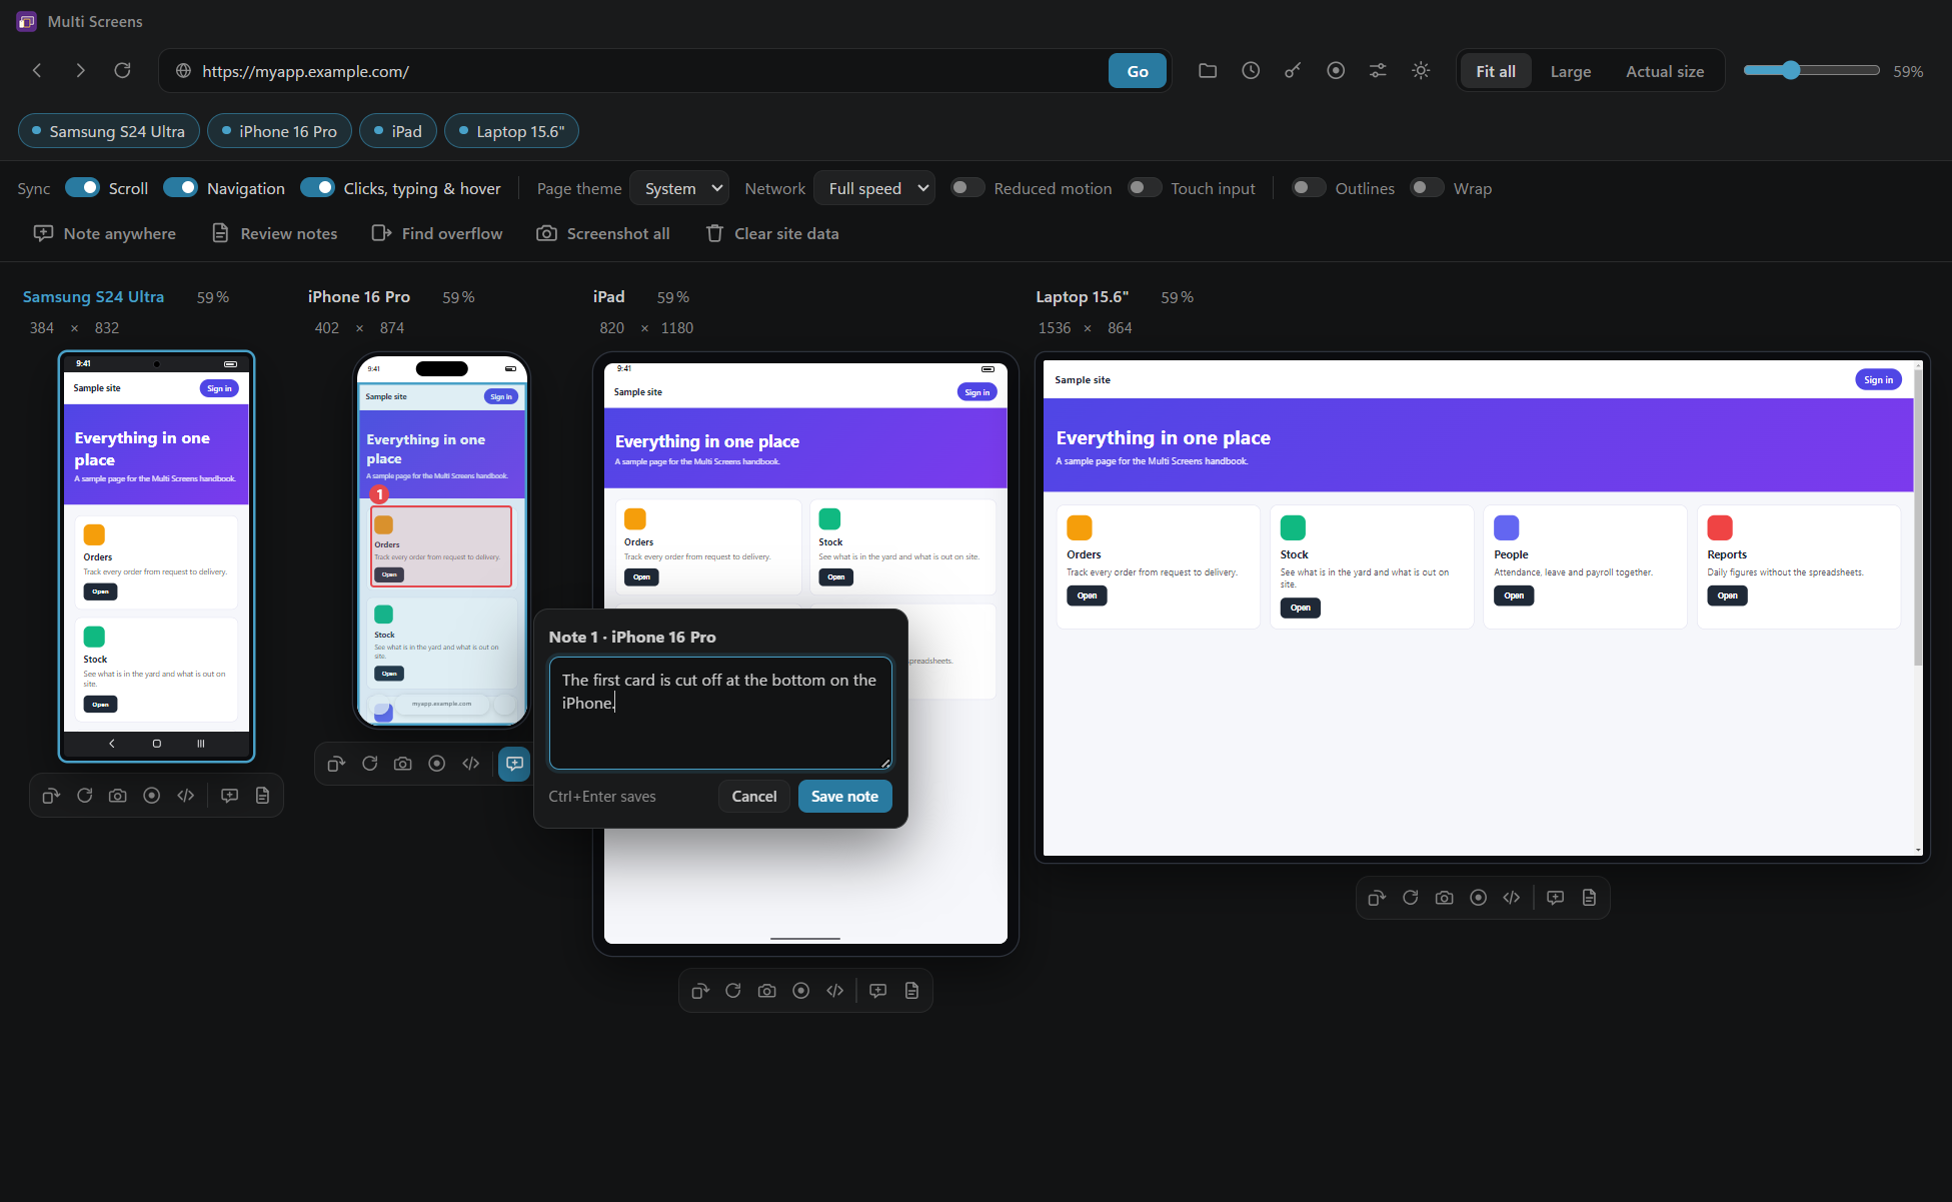 Multi Screens
https://myapp.example.com/
Go
Fit all
Large
Actual size
59%
Samsung S24 Ultra
iPhone 16 Pro
iPad
Laptop 15.6"
Sync
Scroll
Navigation
Clicks, typing & hover
Page theme
System
Network
Full speed
Reduced motion
Touch input
Outlines
Wrap
Note anywhere
Review notes
Find overflow
Screenshot all
Clear site data
Samsung S24 Ultra
59 %
384 × 832
9:41
Sample site
Sign in
Everything in one
place
A sample page for the Multi Screens handbook.
Orders
Track every order from request to delivery.
Open
Stock
See what is in the yard and what is out on
site.
Open
iPhone 16 Pro
59 %
402 × 874
9:41
Sample site
Sign in
Everything in one
place
A sample page for the Multi Screens handbook.
1
Orders
Track every order from request to delivery.
Open
Stock
See what is in the yard and what is out on
site.
Open
myapp.example.com
iPad
59 %
820 × 1180
9:41
Sample site
Sign in
Everything in one place
A sample page for the Multi Screens handbook.
Orders
Track every order from request to delivery.
Open
Stock
See what is in the yard and what is out on site.
Open
spreadsheets.
Note 1 · iPhone 16 Pro
The first card is cut off at the bottom on the
iPhone.
Ctrl+Enter saves
Cancel
Save note
Laptop 15.6"
59 %
1536 × 864
Sample site
Sign in
Everything in one place
A sample page for the Multi Screens handbook.
Orders
Track every order from request to delivery.
Open
Stock
See what is in the yard and what is out on
site.
Open
People
Attendance, leave and payroll together.
Open
Reports
Daily figures without the spreadsheets.
Open